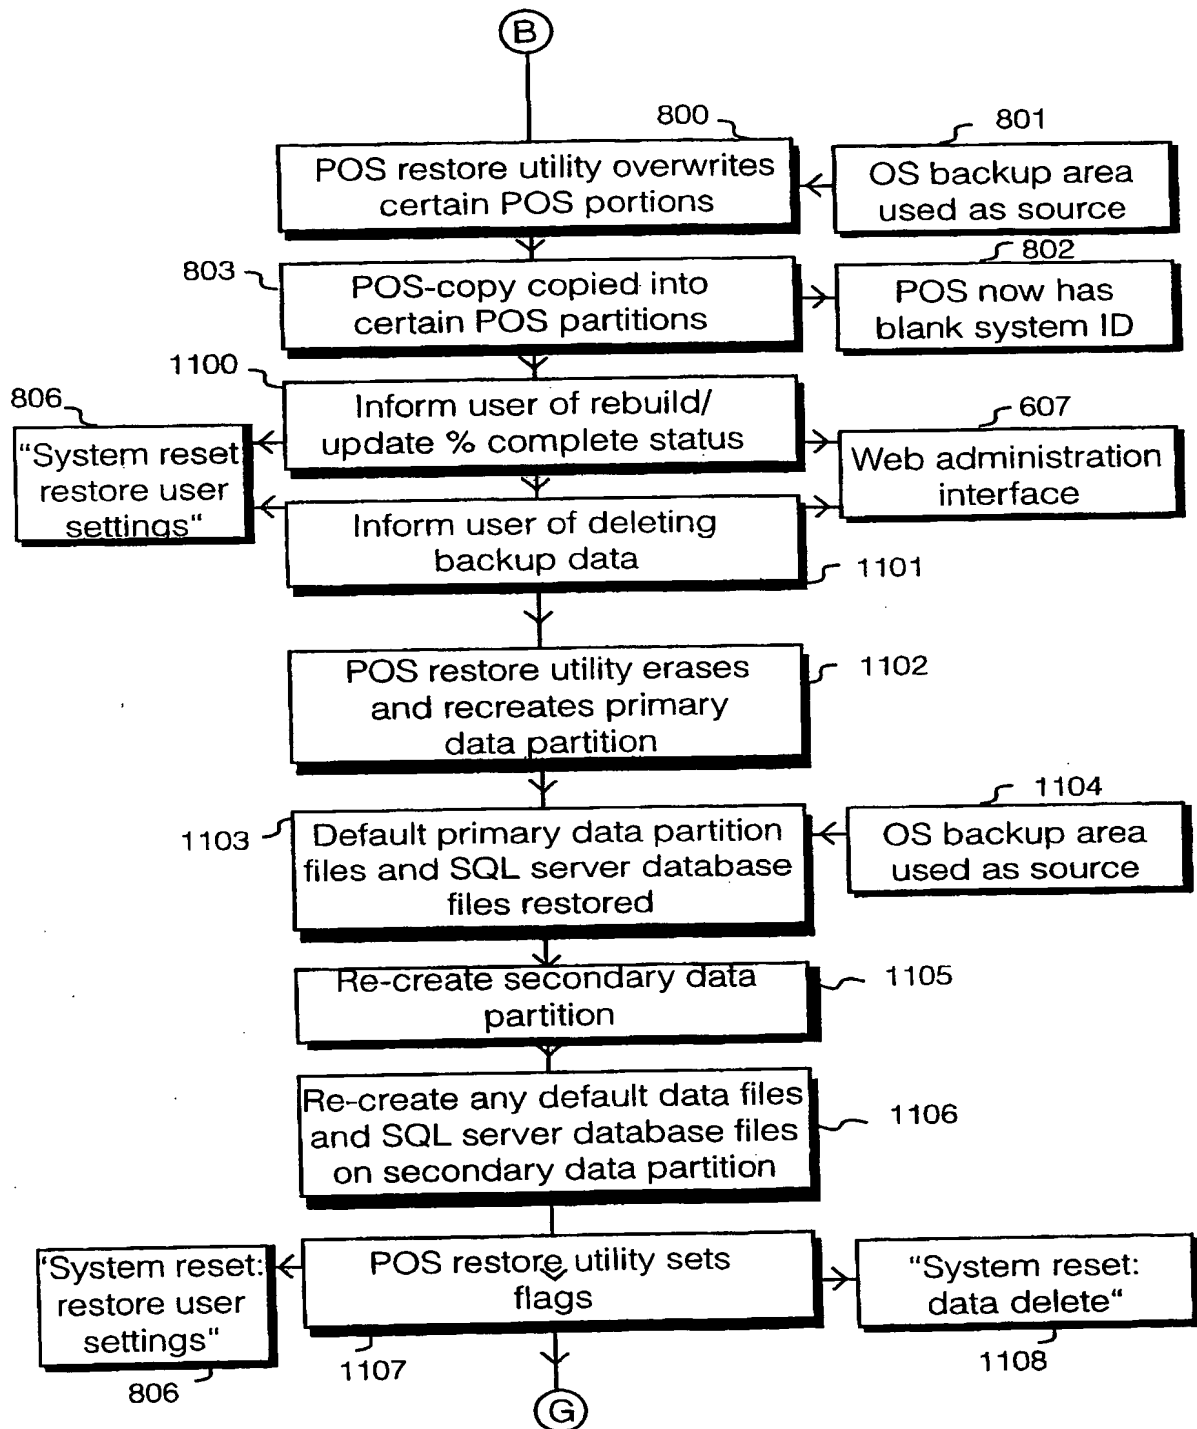 B
800
801
POS restore utility overwrites
certain POS portions
OS backup area
used as source
803
802
POS-copy copied into
certain POS partitions
POS now has
blank system ID
1100
806
607
Inform user of rebuild/
update % complete status
“System reset
restore user
settings“
Web administration
interface
Inform user of deleting
backup data
1101
POS restore utility erases
and recreates primary
data partition
1102
1104
1103
Default primary data partition
files and SQL server database
files restored
OS backup area
used as source
Re-create secondary data
partition
1105
Re-create any default data files
and SQL server database files
on secondary data partition
1106
‘System reset:
restore user
settings“
POS restore utility sets
flags
“System reset:
data delete“
806
1107
1108
G